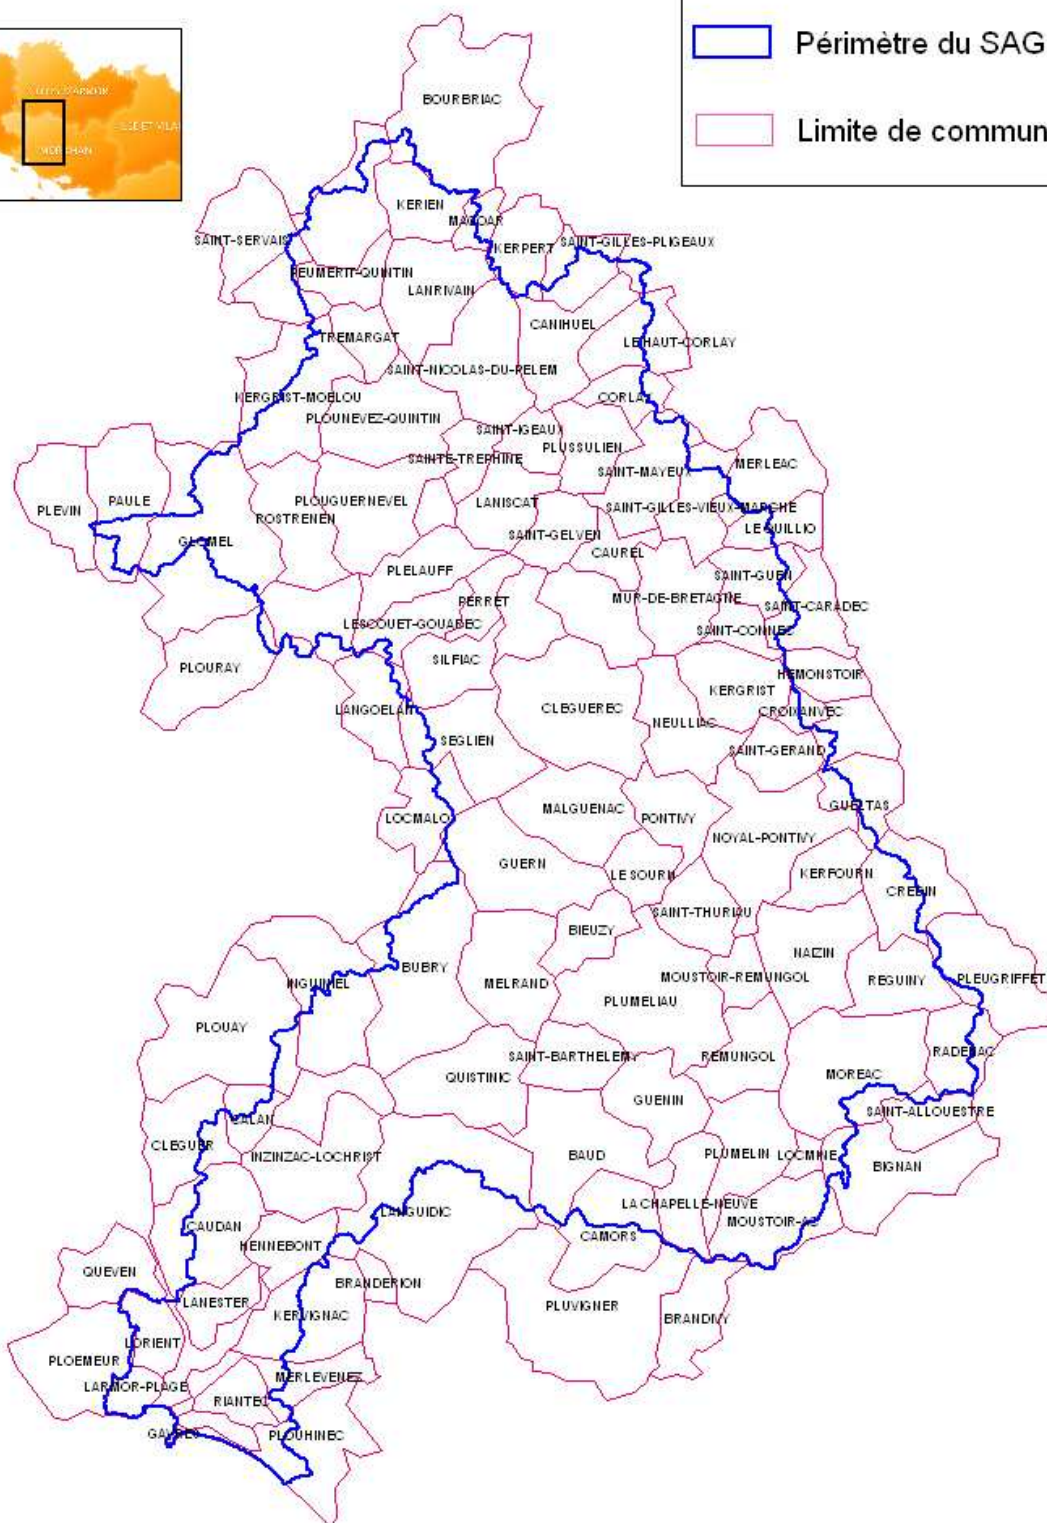 Périmètre du SAG
Limite de commun
BOURBRIAC
KERIEN
MAGOAR
SAINT-SERVAIS
KERPERT
SAINT-GILLES-PLIGEAUX
PEUMERIT-QUINTIN
LANRIVAIN
CANIHUEL
TREMARGAT
LE HAUT-CORLAY
SAINT-NICOLAS-DU-PELEM
KERGRIST-MOELOU
CORLAY
PLOUNEVEZ-QUINTIN
SAINT-IGEAUX
PLUSSULIEN
SAINTE-TREPHINE
MERLEAC
SAINT-MAYEUX
PAULE
PLOUGUERNEVEL
LANISCAT
PLEVIN
SAINT-GILLES-VIEUX-MARCHE
ROSTRENEN
LE QUILLIO
SAINT-GELVEN
GLOMEL
CAUREL
PLELAUFF
SAINT-GUEN
PERRET
MUR-DE-BRETAGNE
SAINT-CARADEC
LESCOUET-GOUAREC
SAINT-CONNEC
SILFIAC
PLOURAY
HEMONSTOIR
KERGRIST
LANGOELAN
CLEGUEREC
CROIXANVEC
NEULLIAC
SEGLIEN
SAINT-GERAND
GUELTAS
MALGUENAC
LOCMALO
PONTIVY
NOYAL-PONTIVY
GUERN
LE SOURN
KERFOURN
CREDIN
SAINT-THURIAU
BIEUZY
NAIZIN
BUBRY
INGUINIEL
MELRAND
MOUSTOIR-REMUNGOL
REGUINY
PLEUGRIFFET
PLUMELIAU
PLOUAY
SAINT-BARTHELEMY
REMUNGOL
RADENAC
QUISTINIC
MOREAC
GUENIN
SAINT-ALLOUESTRE
CALAN
CLEGUER
INZINZAC-LOCHRIST
BAUD
PLUMELIN
LOCMINE
BIGNAN
LA CHAPELLE-NEUVE
LANGUIDIC
CAUDAN
MOUSTOIR-AC
CAMORS
HENNEBONT
QUEVEN
BRANDERION
LANESTER
PLUVIGNER
KERVIGNAC
BRANDIVY
LORIENT
PLOEMEUR
MERLEVENEZ
LARMOR-PLAGE
RIANTEC
GAVRES
PLOUHINEC